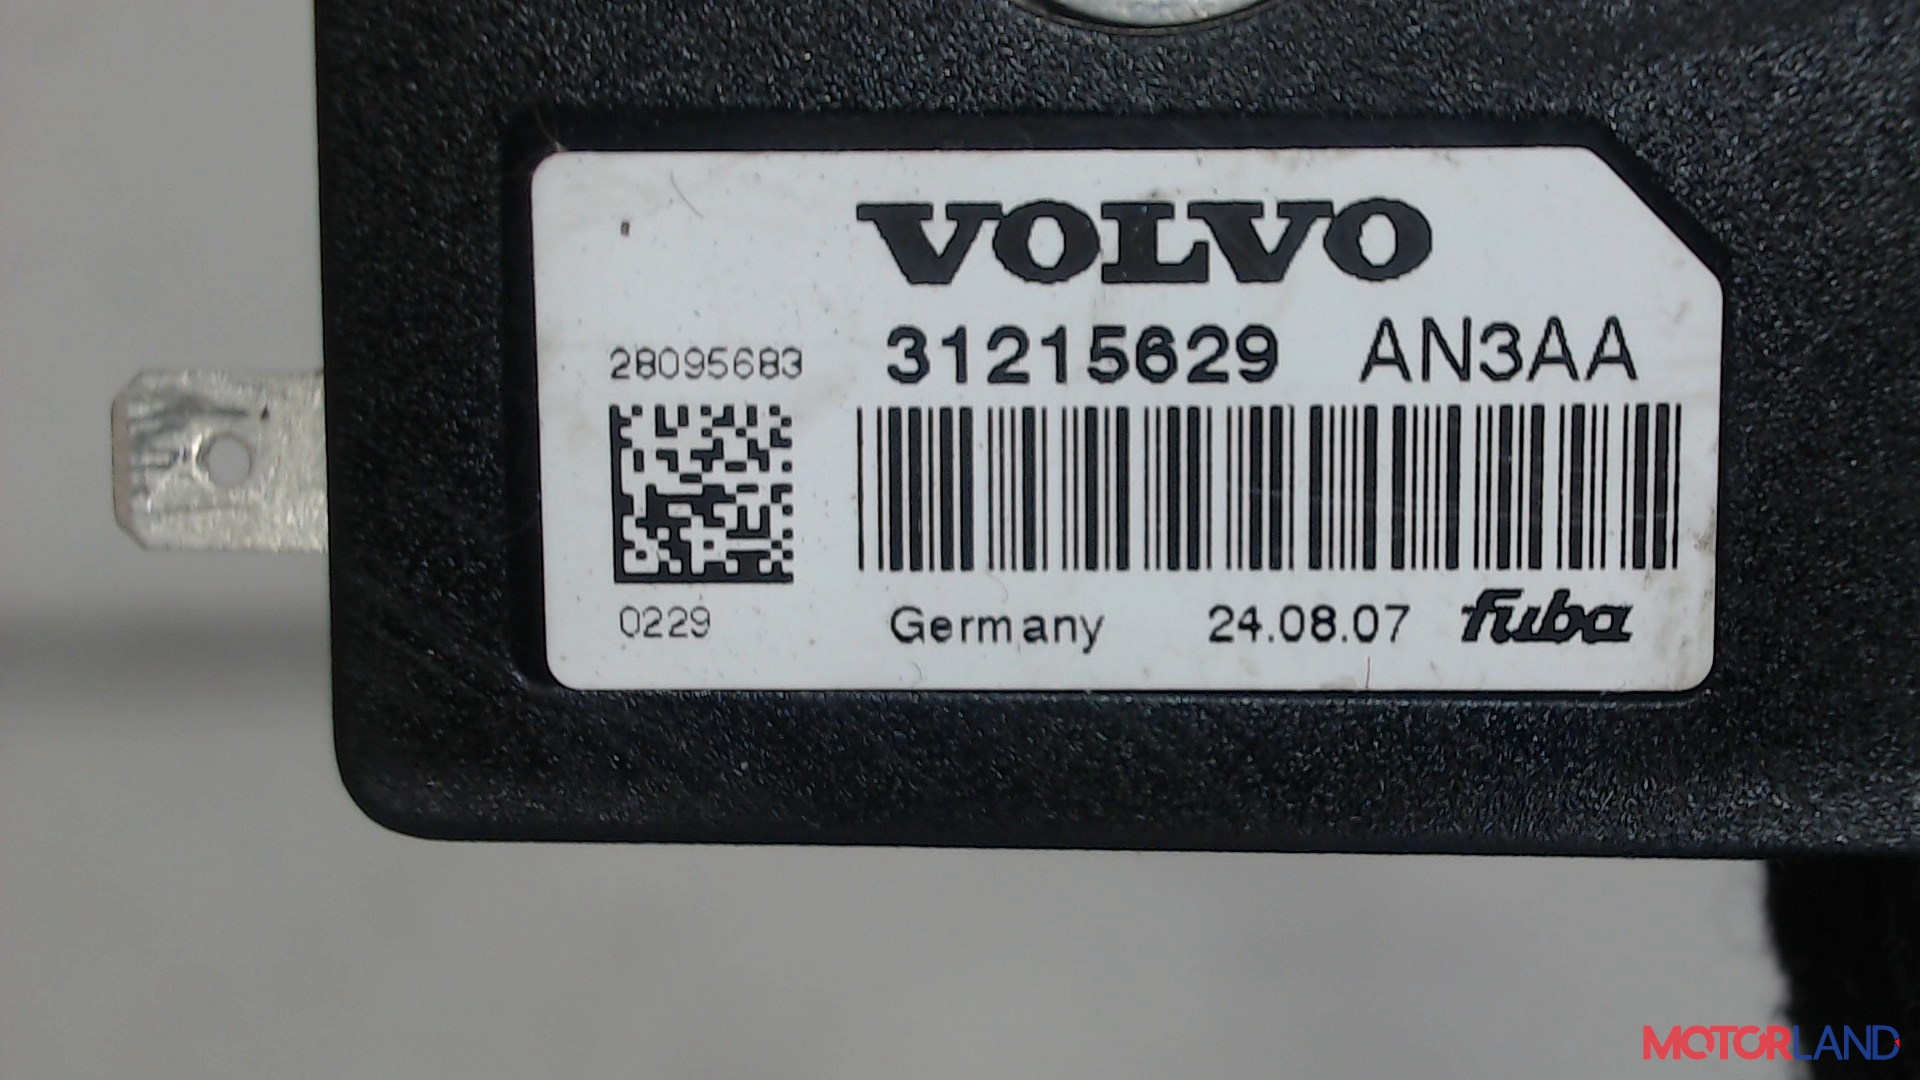 VOLVO
28095683 31215629 AN3AA
0229 Germany 24.08.07 fuba
MOTORLAND